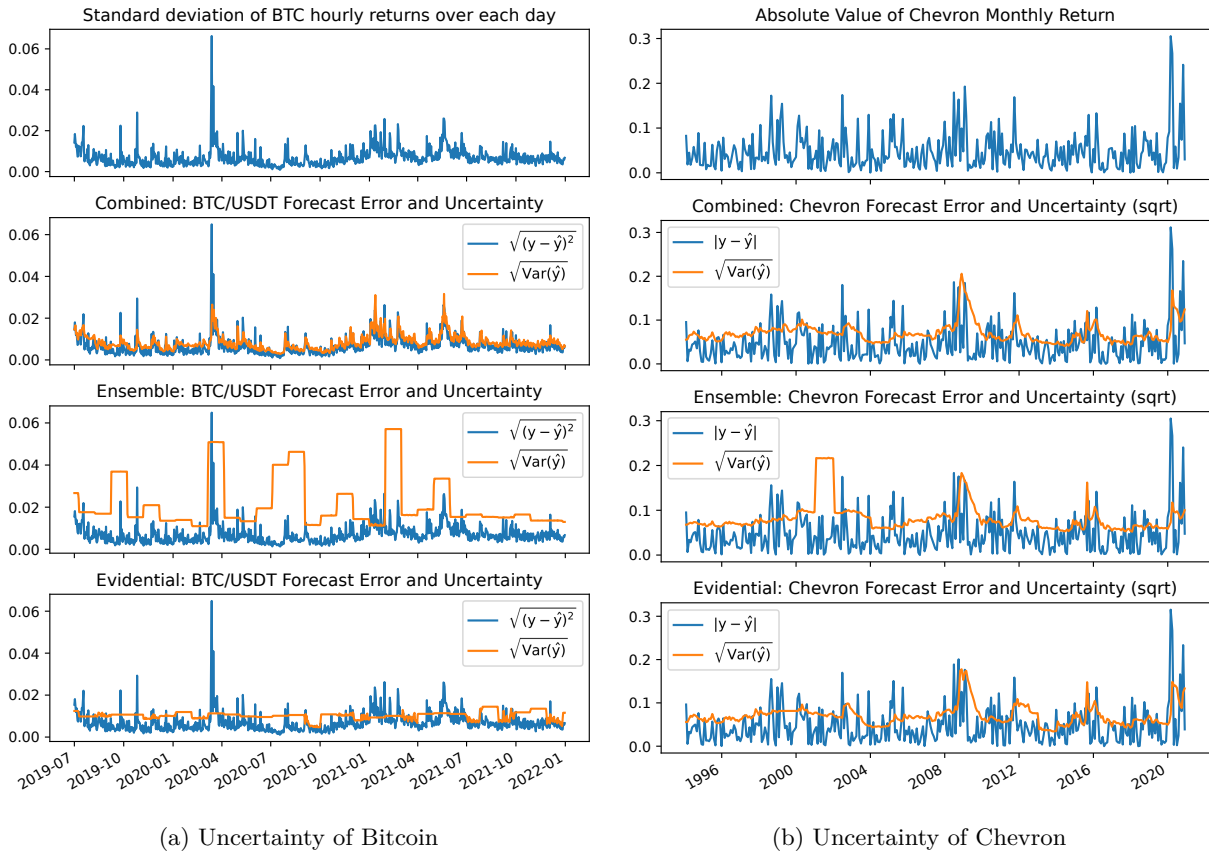 Standard deviation of BTC hourly returns over each day
0.06
0.04
0.02
0.00
Combined: BTC/USDT Forecast Error and Uncertainty
0.06
0.04
0.02
0.00
√(y − ŷ)²
√Var(ŷ)
Ensemble: BTC/USDT Forecast Error and Uncertainty
0.06
0.04
0.02
0.00
√(y − ŷ)²
√Var(ŷ)
Evidential: BTC/USDT Forecast Error and Uncertainty
0.06
0.04
0.02
0.00
√(y − ŷ)²
√Var(ŷ)
2019-07
2019-10
2020-01
2020-04
2020-07
2020-10
2021-01
2021-04
2021-07
2021-10
2022-01
(a) Uncertainty of Bitcoin
Absolute Value of Chevron Monthly Return
0.3
0.2
0.1
0.0
Combined: Chevron Forecast Error and Uncertainty (sqrt)
0.3
0.2
0.1
0.0
|y − ŷ|
√Var(ŷ)
Ensemble: Chevron Forecast Error and Uncertainty (sqrt)
0.3
0.2
0.1
0.0
|y − ŷ|
√Var(ŷ)
Evidential: Chevron Forecast Error and Uncertainty (sqrt)
0.3
0.2
0.1
0.0
|y − ŷ|
√Var(ŷ)
1996
2000
2004
2008
2012
2016
2020
(b) Uncertainty of Chevron